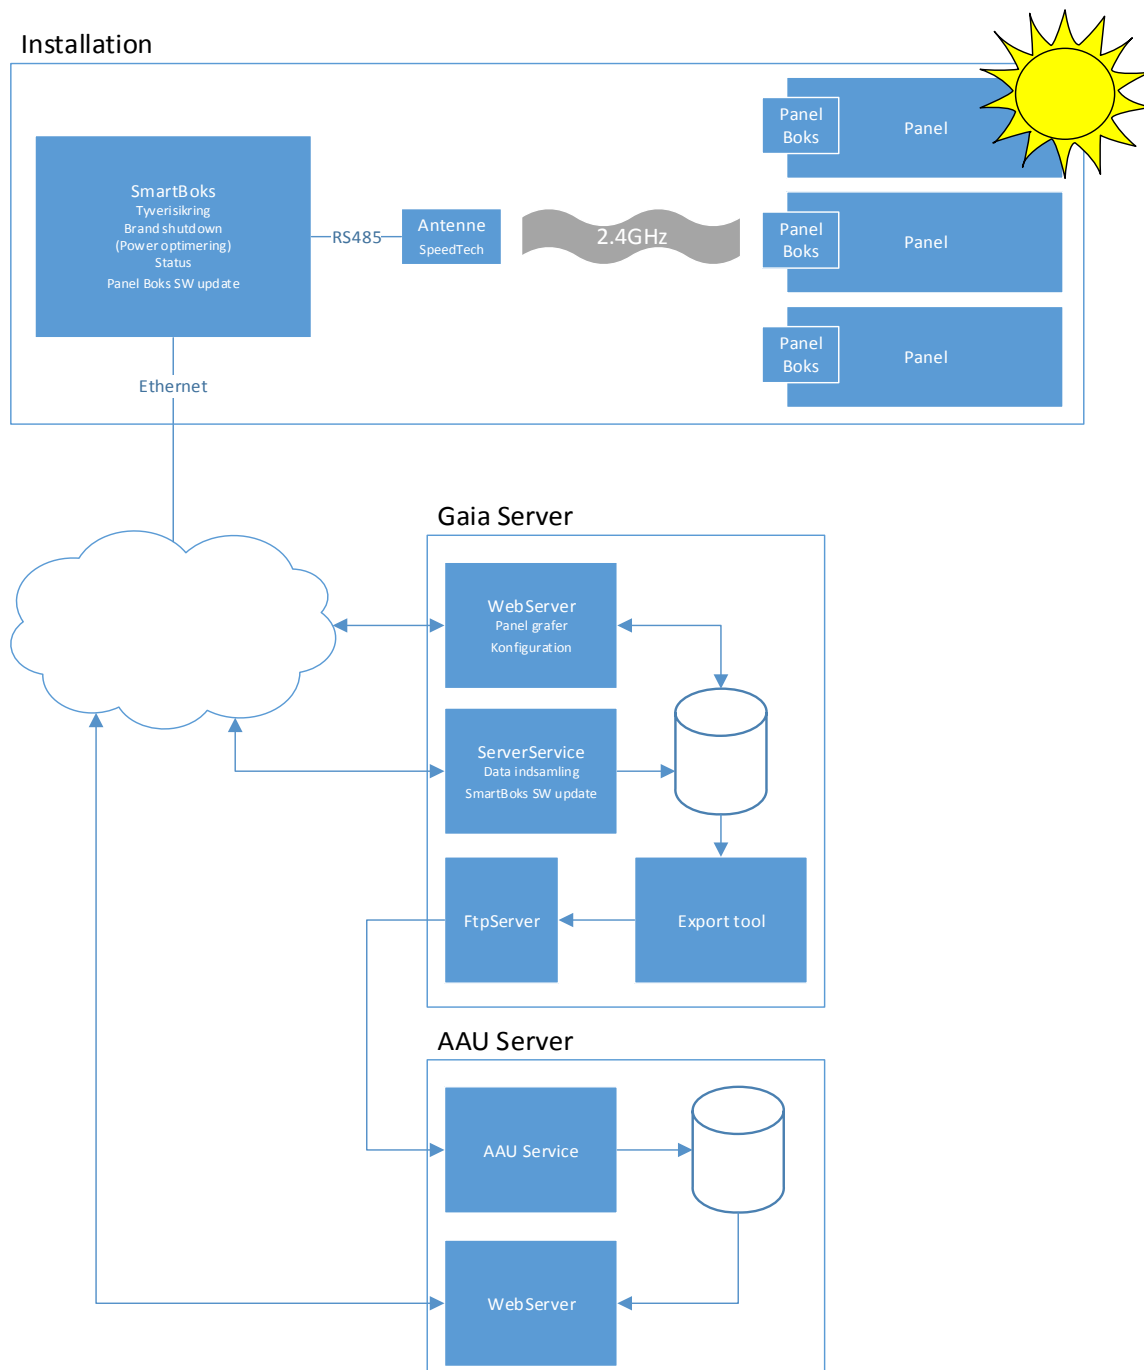 Installation
SmartBoks
Tyverisikring
Brand shutdown
(Power optimering)
Status
Panel Boks SW update
RS485
Antenne
SpeedTech
2.4GHz
Panel
Boks
Panel
Panel
Boks
Panel
Panel
Boks
Panel
Ethernet
Gaia Server
WebServer
Panel grafer
Konfiguration
ServerService
Data indsamling
SmartBoks SW update
FtpServer
Export tool
AAU Server
AAU Service
WebServer